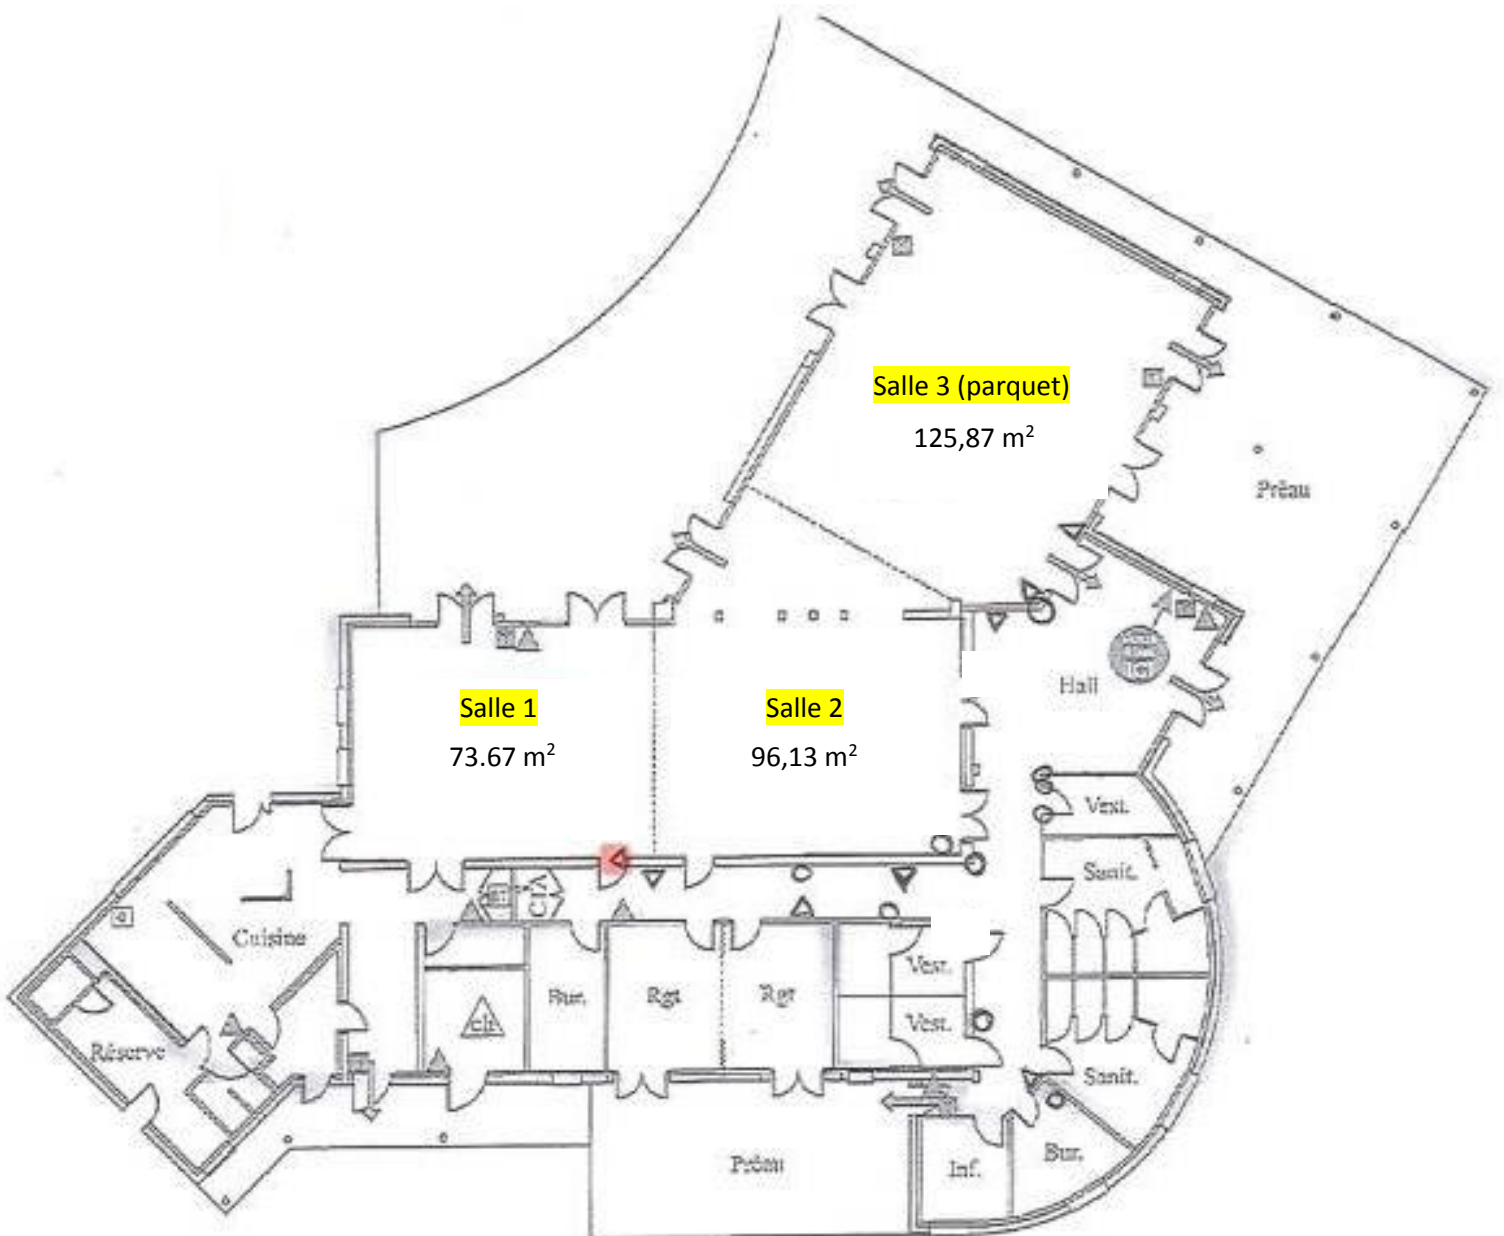 Salle 3 (parquet)
125,87 m²
Préau
Salle 1
73.67 m²
Salle 2
96,13 m²
Hall
Vest.
Sanit.
Cuisine
Bur.
Rgt
Rgt
Vest.
Vest.
Réserve
Sanit.
Préau
Inf.
Bur.